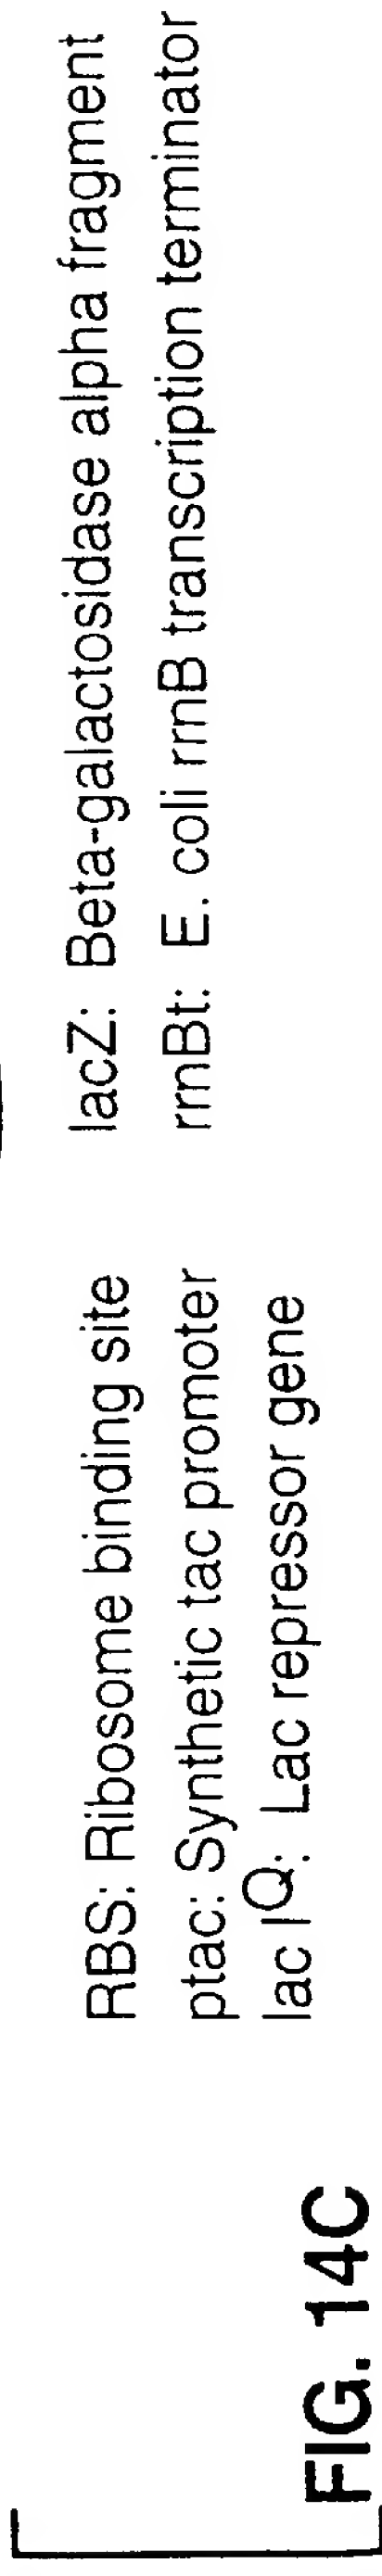 RBS: Ribosome binding site
ptac: Synthetic tac promoter
lac I^Q: Lac repressor gene
lacZ: Beta-galactosidase alpha fragment
rrnBt: E. coli rrnB transcription terminator
FIG. 14C